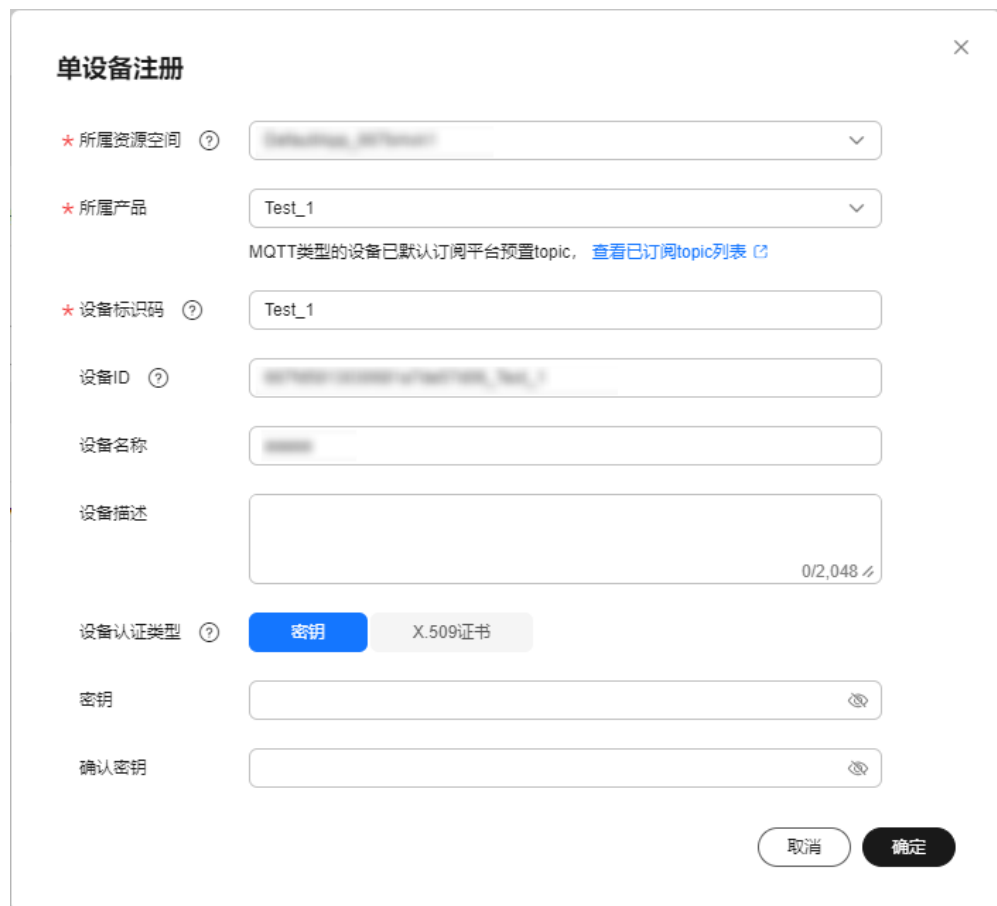 单设备注册
* 所属资源空间 ?
* 所属产品 Test_1
MQTT类型的设备已默认订阅平台预置topic, 查看已订阅topic列表
* 设备标识码 ? Test_1
设备ID ?
设备名称
设备描述
0/2,048
设备认证类型 ? 密钥 X.509证书
密钥
确认密钥
取消 确定